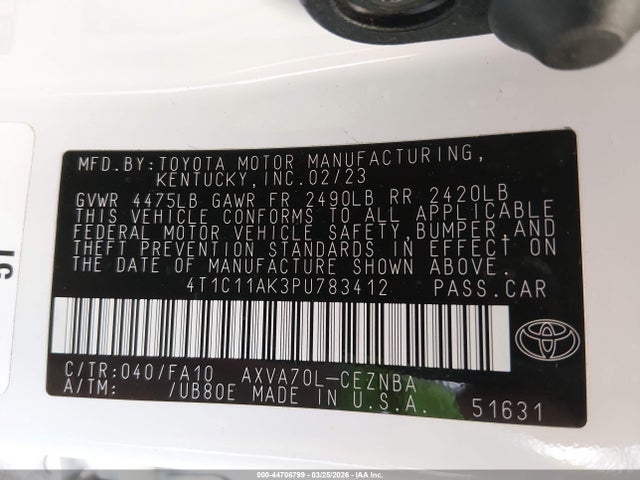 MFD.BY:TOYOTA MOTOR MANUFACTURING,
KENTUCKY,INC.02/23
GVWR 4475LB GAWR FR 2490LB RR 2420LB
THIS VEHICLE CONFORMS TO ALL APPLICABLE
FEDERAL MOTOR VEHICLE SAFETY,BUMPER,AND
THEFT PREVENTION STANDARDS IN EFFECT ON
THE DATE OF MANUFACTURE SHOWN ABOVE.
4T1C11AK3PU783412 PASS.CAR
C/TR:040/FA10 AXVA70L-CEZNBA
A/TM: /UB80E MADE IN U.S.A. 51631
000-44706799 - 03/25/2026 - IAA Inc.